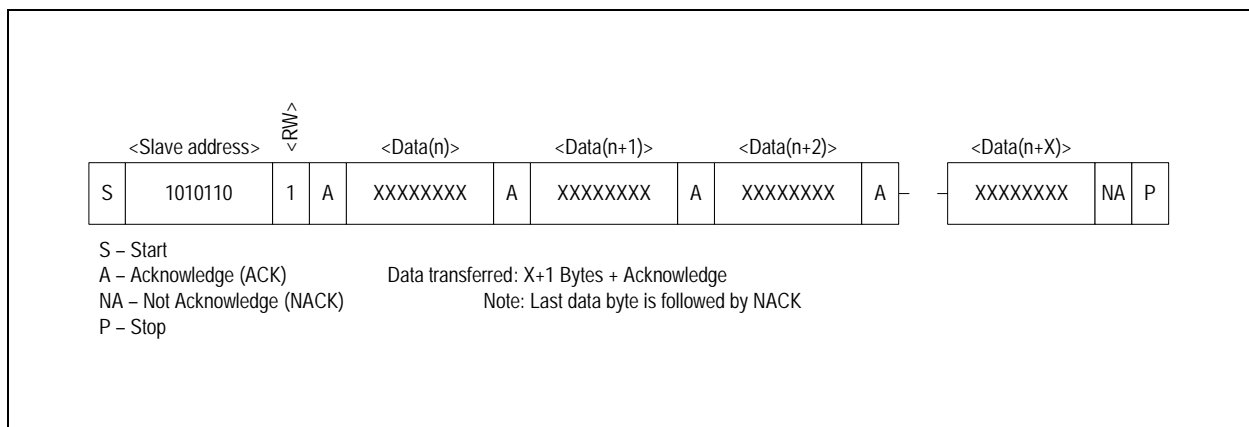 <RW>
<Slave address> <Data(n)> <Data(n+1)> <Data(n+2)> <Data(n+X)>
S 1010110 1 A XXXXXXXX A XXXXXXXX A XXXXXXXX A XXXXXXXX NA P
S – Start
A – Acknowledge (ACK) Data transferred: X+1 Bytes + Acknowledge
NA – Not Acknowledge (NACK) Note: Last data byte is followed by NACK
P – Stop